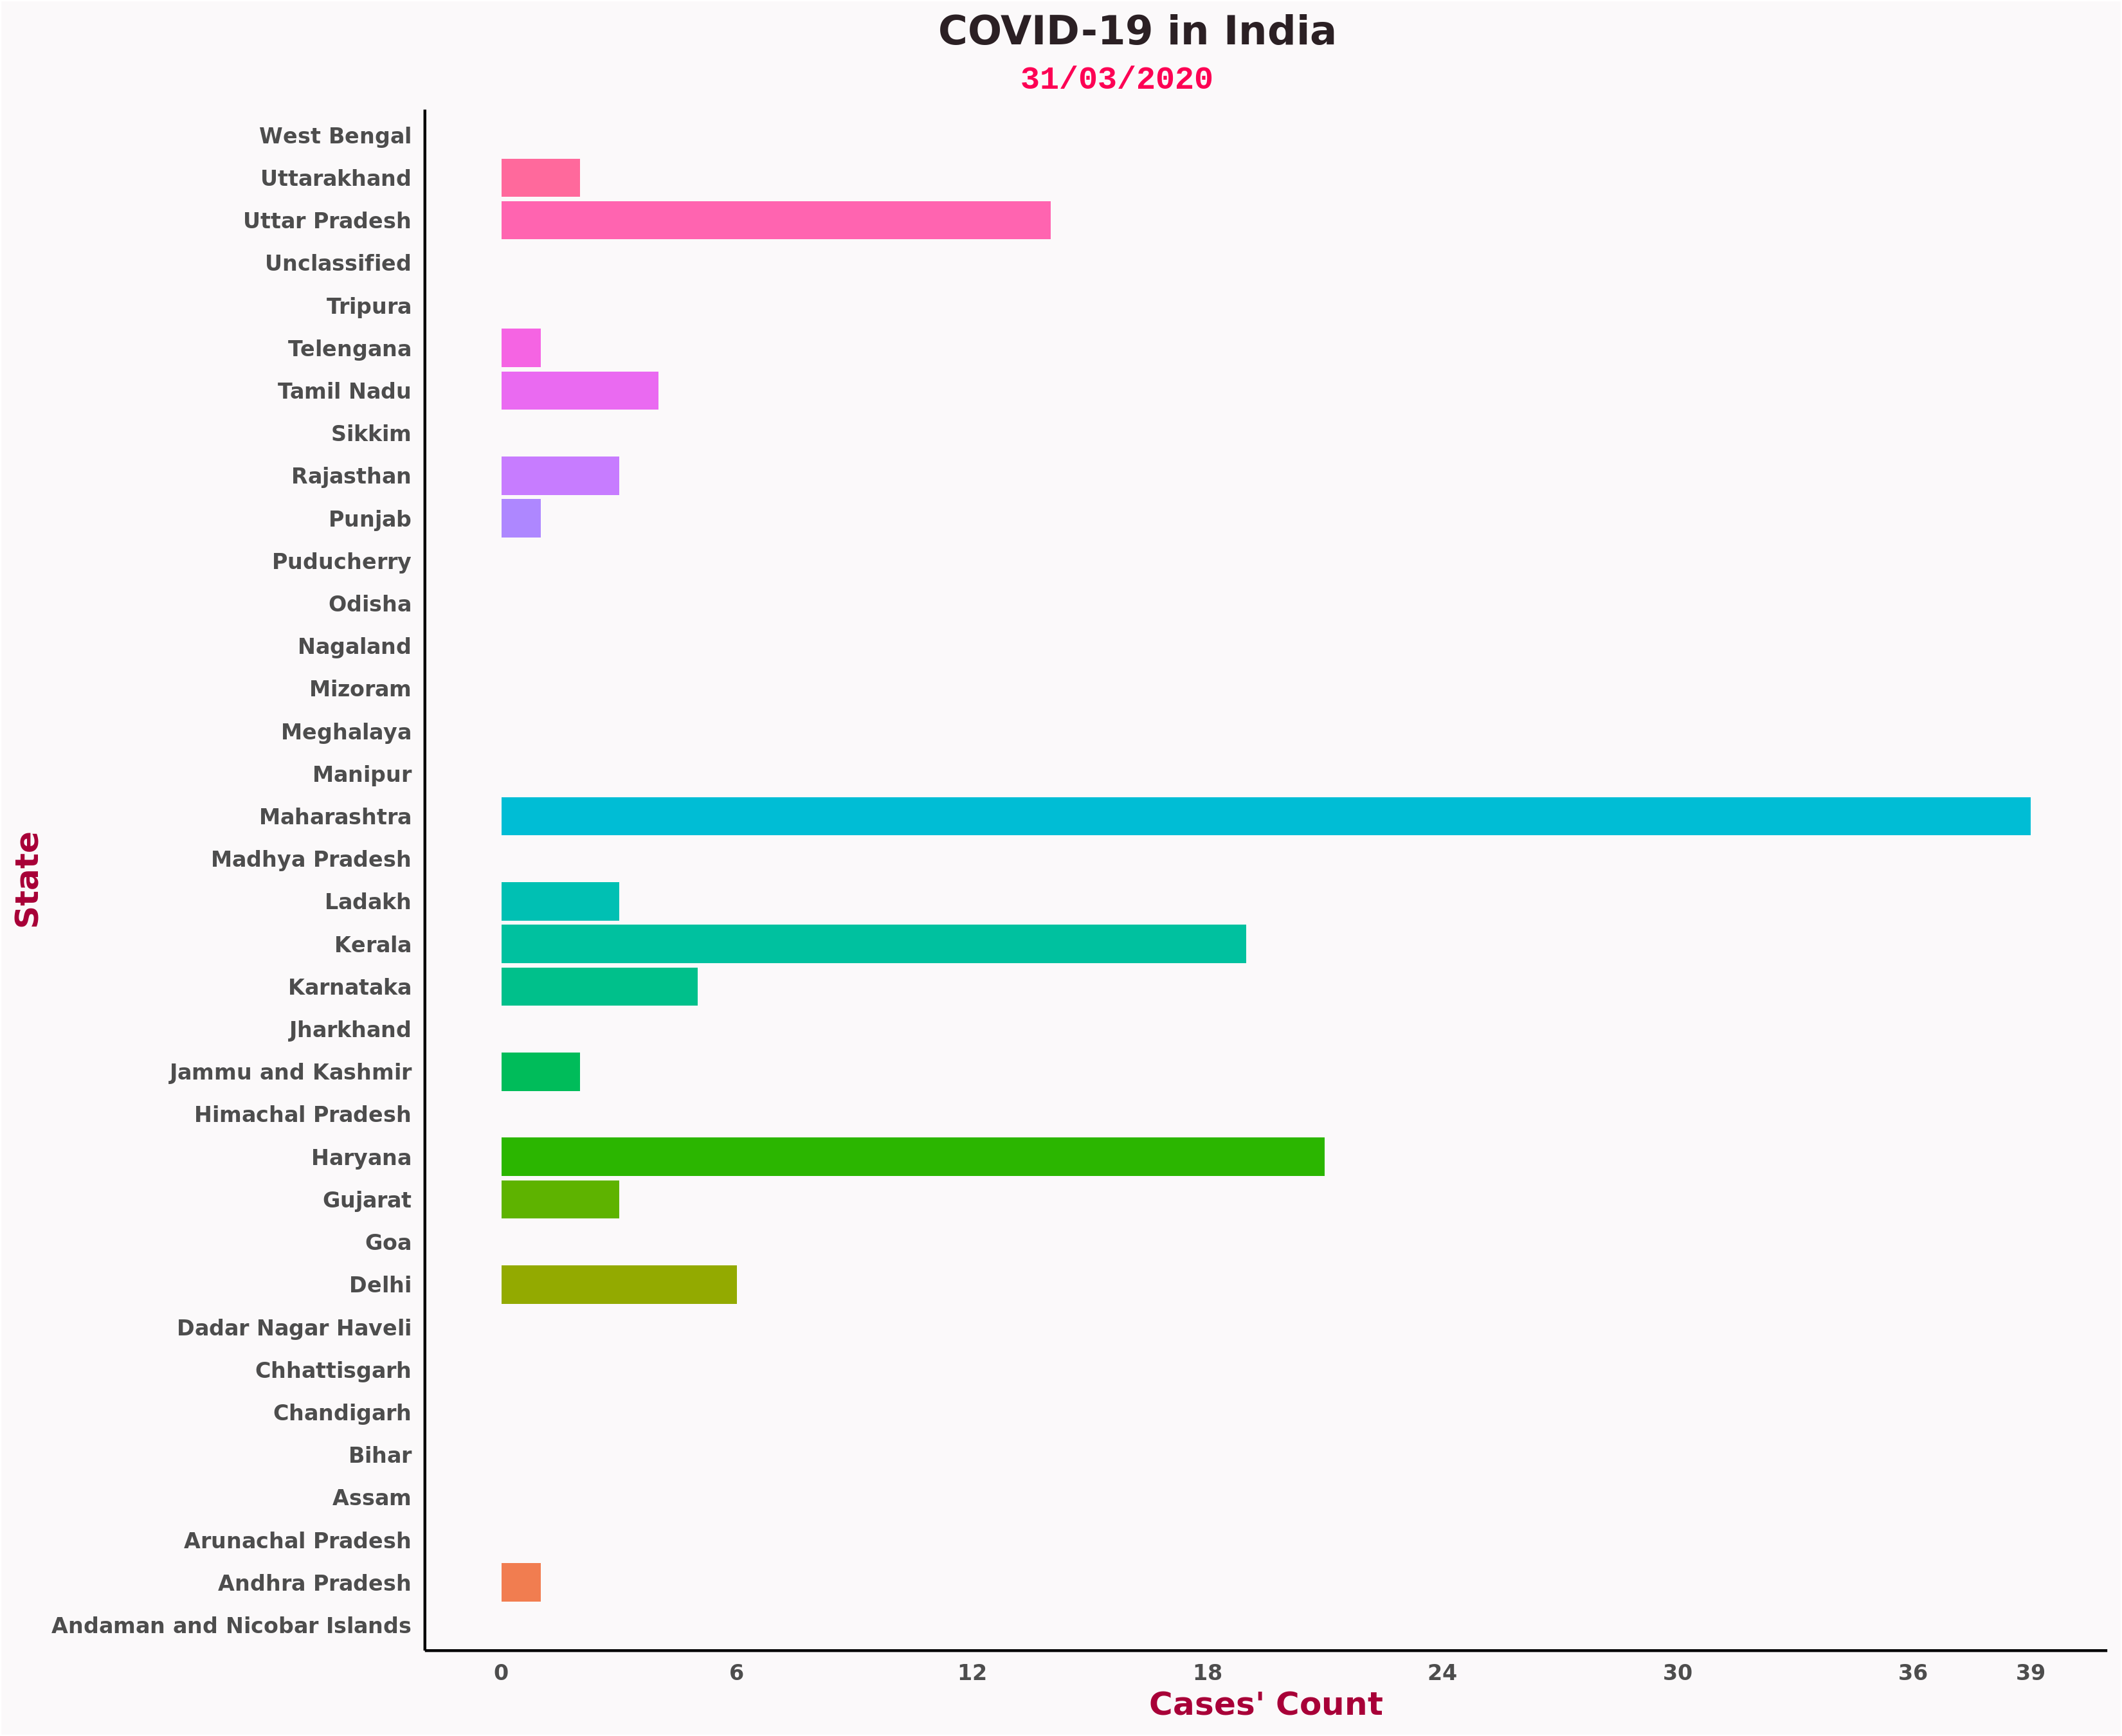 COVID-19 in India
31/03/2020
West Bengal
Uttarakhand
Uttar Pradesh
Unclassified
Tripura
Telengana
Tamil Nadu
Sikkim
Rajasthan
Punjab
Puducherry
Odisha
Nagaland
Mizoram
Meghalaya
Manipur
Maharashtra
Madhya Pradesh
Ladakh
Kerala
Karnataka
Jharkhand
Jammu and Kashmir
Himachal Pradesh
Haryana
Gujarat
Goa
Delhi
Dadar Nagar Haveli
Chhattisgarh
Chandigarh
Bihar
Assam
Arunachal Pradesh
Andhra Pradesh
Andaman and Nicobar Islands
State
0 6 12 18 24 30 36 39
Cases' Count